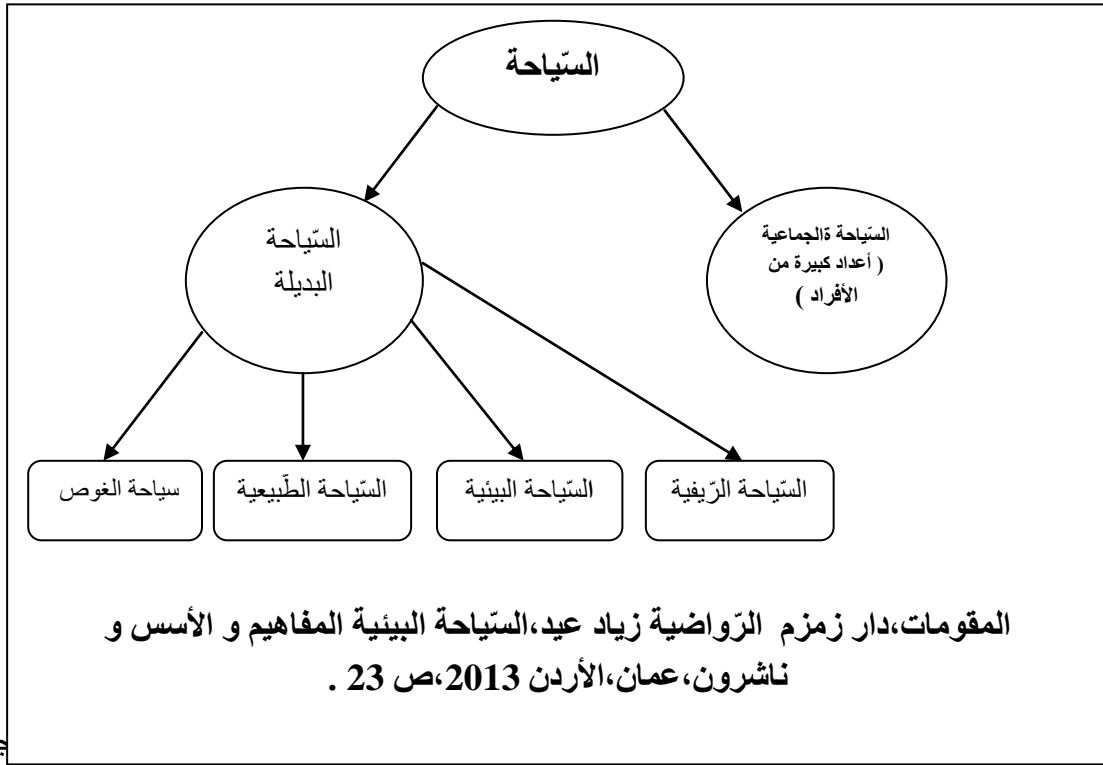 السّياحة
السّياحة ةالجماعية
( أعداد كبيرة من
الأفراد )
السّياحة
البديلة
السّياحة الرّيفية
السّياحة البيئية
السّياحة الطّبيعية
سياحة الغوص
المقومات،دار زمزم الرّواضية زياد عيد،السّياحة البيئية المفاهيم و الأسس و
ناشرون،عمان،الأردن 2013،ص 23 .